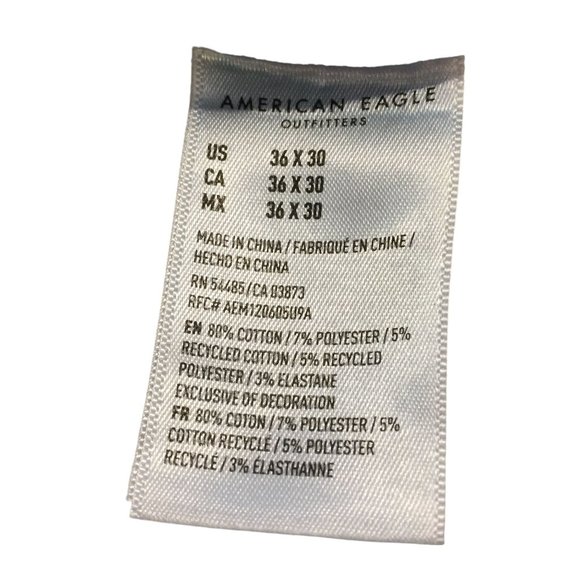 AMERICAN EAGLE
OUTFITTERS
US 36 X 30
CA 36 X 30
MX 36 X 30
MADE IN CHINA / FABRIQUÉ EN CHINE /
HECHO EN CHINA
RN 54485/CA 03873
RFC# AEM120605U9A
EN 80% COTTON / 7% POLYESTER / 5%
RECYCLED COTTON / 5% RECYCLED
POLYESTER / 3% ELASTANE
EXCLUSIVE OF DECORATION
FR 80% COTON / 7% POLYESTER / 5%
COTTON RECYCLÉ / 5% POLYESTER
RECYCLÉ / 3% ÉLASTHANNE